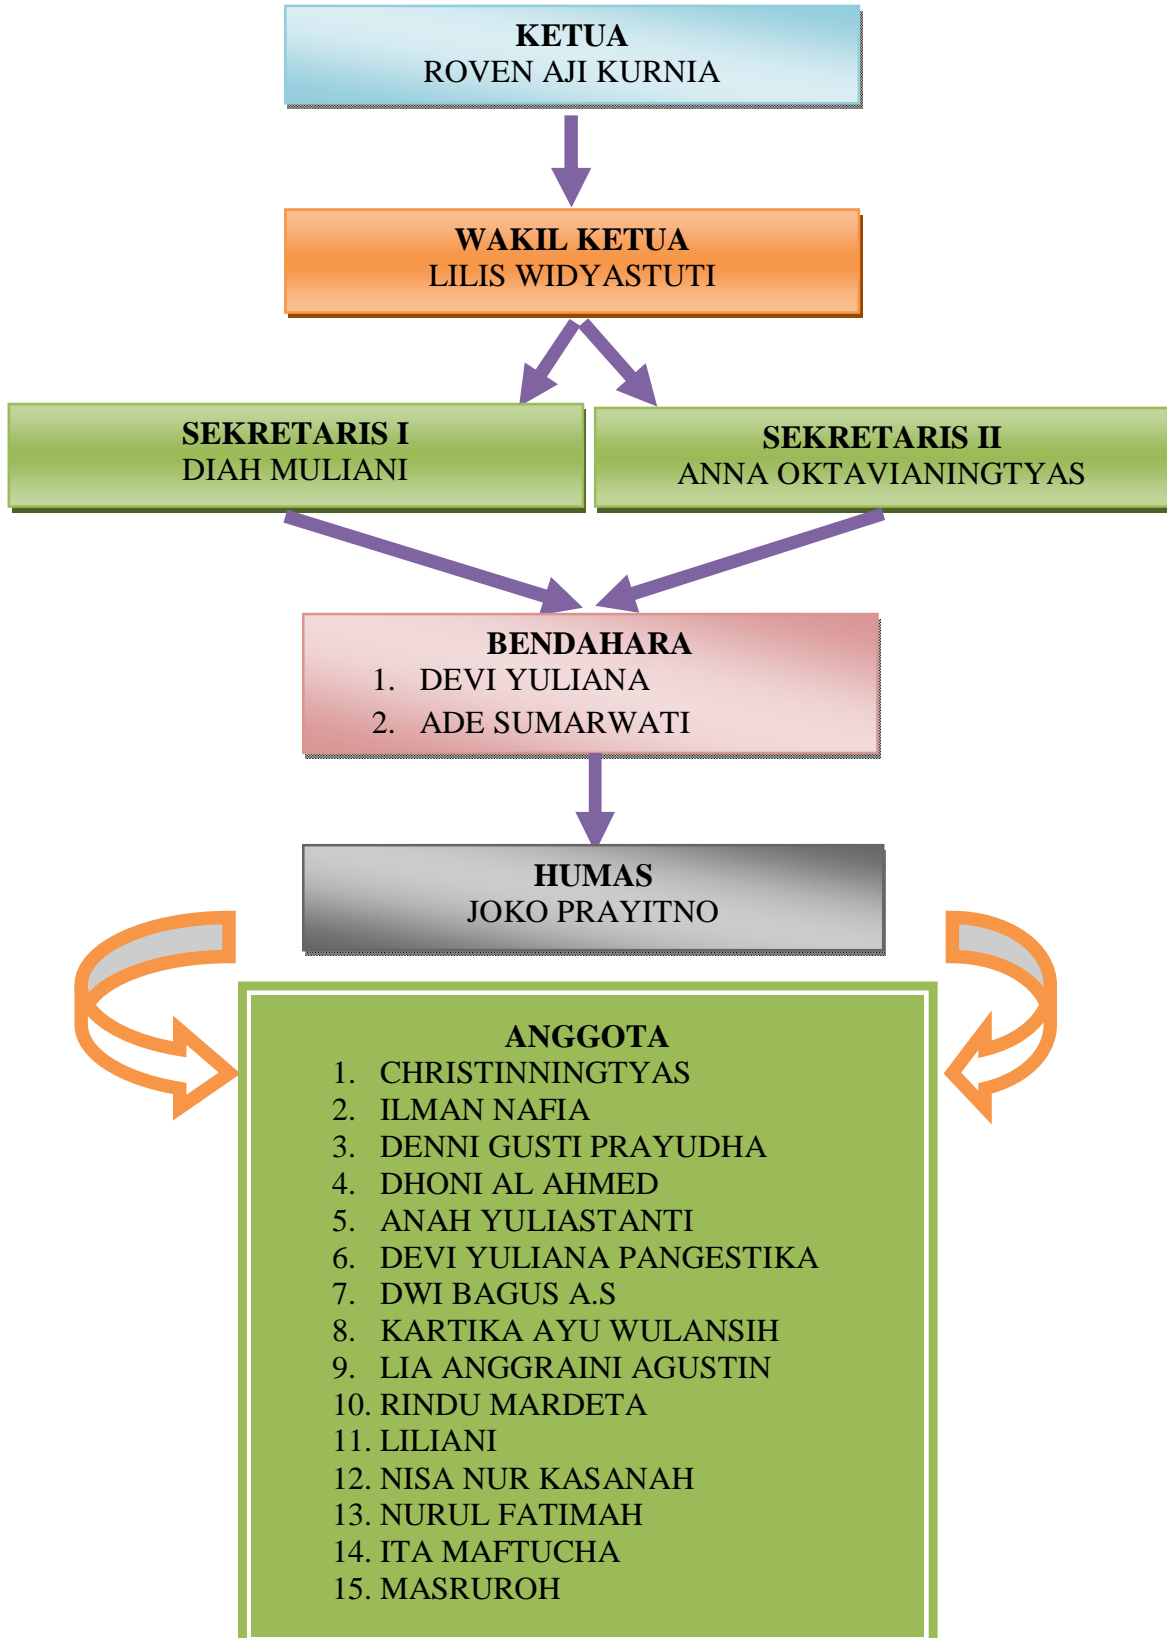 KETUA
ROVEN AJI KURNIA
WAKIL KETUA
LILIS WIDYASTUTI
SEKRETARIS I
DIAH MULIANI
SEKRETARIS II
ANNA OKTAVIANINGTYAS
BENDAHARA
1. DEVI YULIANA
2. ADE SUMARWATI
HUMAS
JOKO PRAYITNO
ANGGOTA
1. CHRISTINNINGTYAS
2. ILMAN NAFIA
3. DENNI GUSTI PRAYUDHA
4. DHONI AL AHMED
5. ANAH YULIASTANTI
6. DEVI YULIANA PANGESTIKA
7. DWI BAGUS A.S
8. KARTIKA AYU WULANSIH
9. LIA ANGGRAINI AGUSTIN
10. RINDU MARDETA
11. LILIANI
12. NISA NUR KASANAH
13. NURUL FATIMAH
14. ITA MAFTUCHA
15. MASRUROH